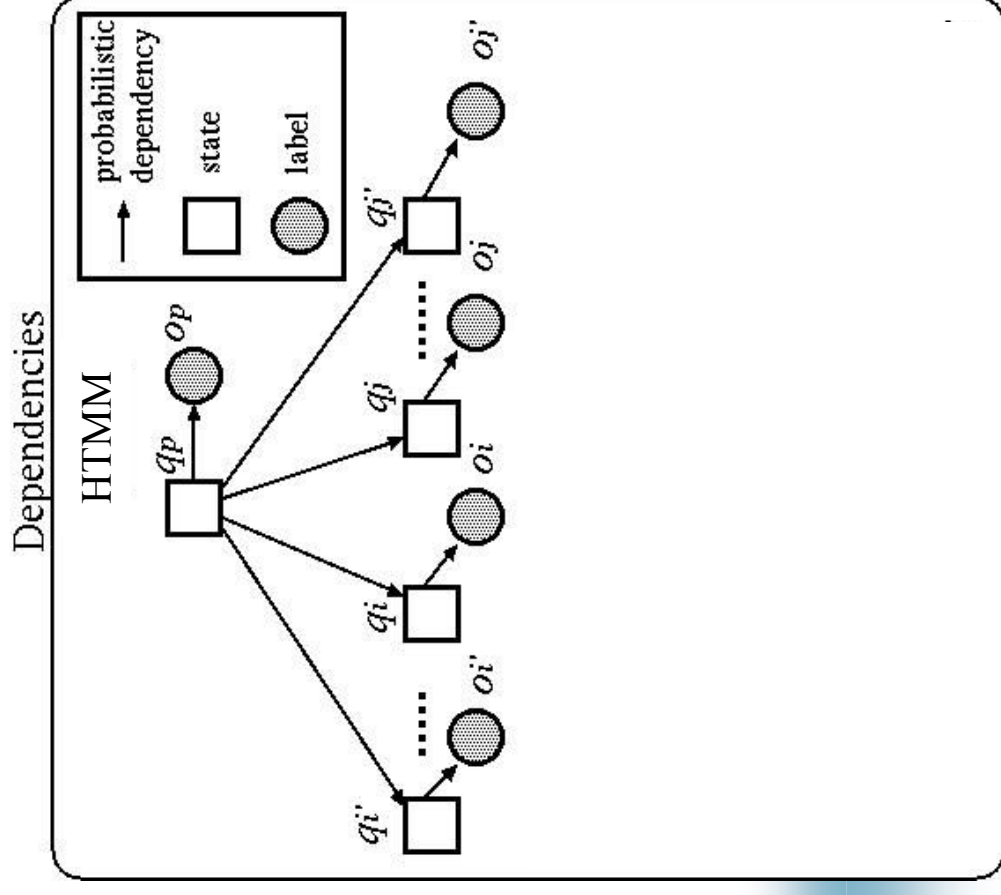 Dependencies
HTMM
probabilistic
dependency
state
label
qp
op
qi'
oi'
qi
oi
qj
oj
qj'
oj'